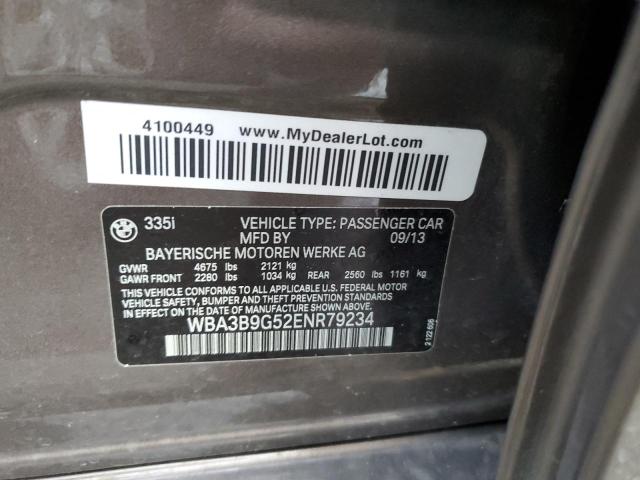 4100449 www.MyDealerLot.com
335i VEHICLE TYPE: PASSENGER CAR
MFD BY 09/13
BAYERISCHE MOTOREN WERKE AG
GVWR 4675 lbs 2121 kg
GAWR FRONT 2280 lbs 1034 kg REAR 2560 lbs 1161 kg
THIS VEHICLE CONFORMS TO ALL APPLICABLE U.S. FEDERAL MOTOR
VEHICLE SAFETY, BUMPER, AND THEFT PREVENTION STANDARDS IN
EFFECT ON THE DATE OF MANUFACTURE SHOWN ABOVE.
WBA3B9G52ENR79234
2 122 606